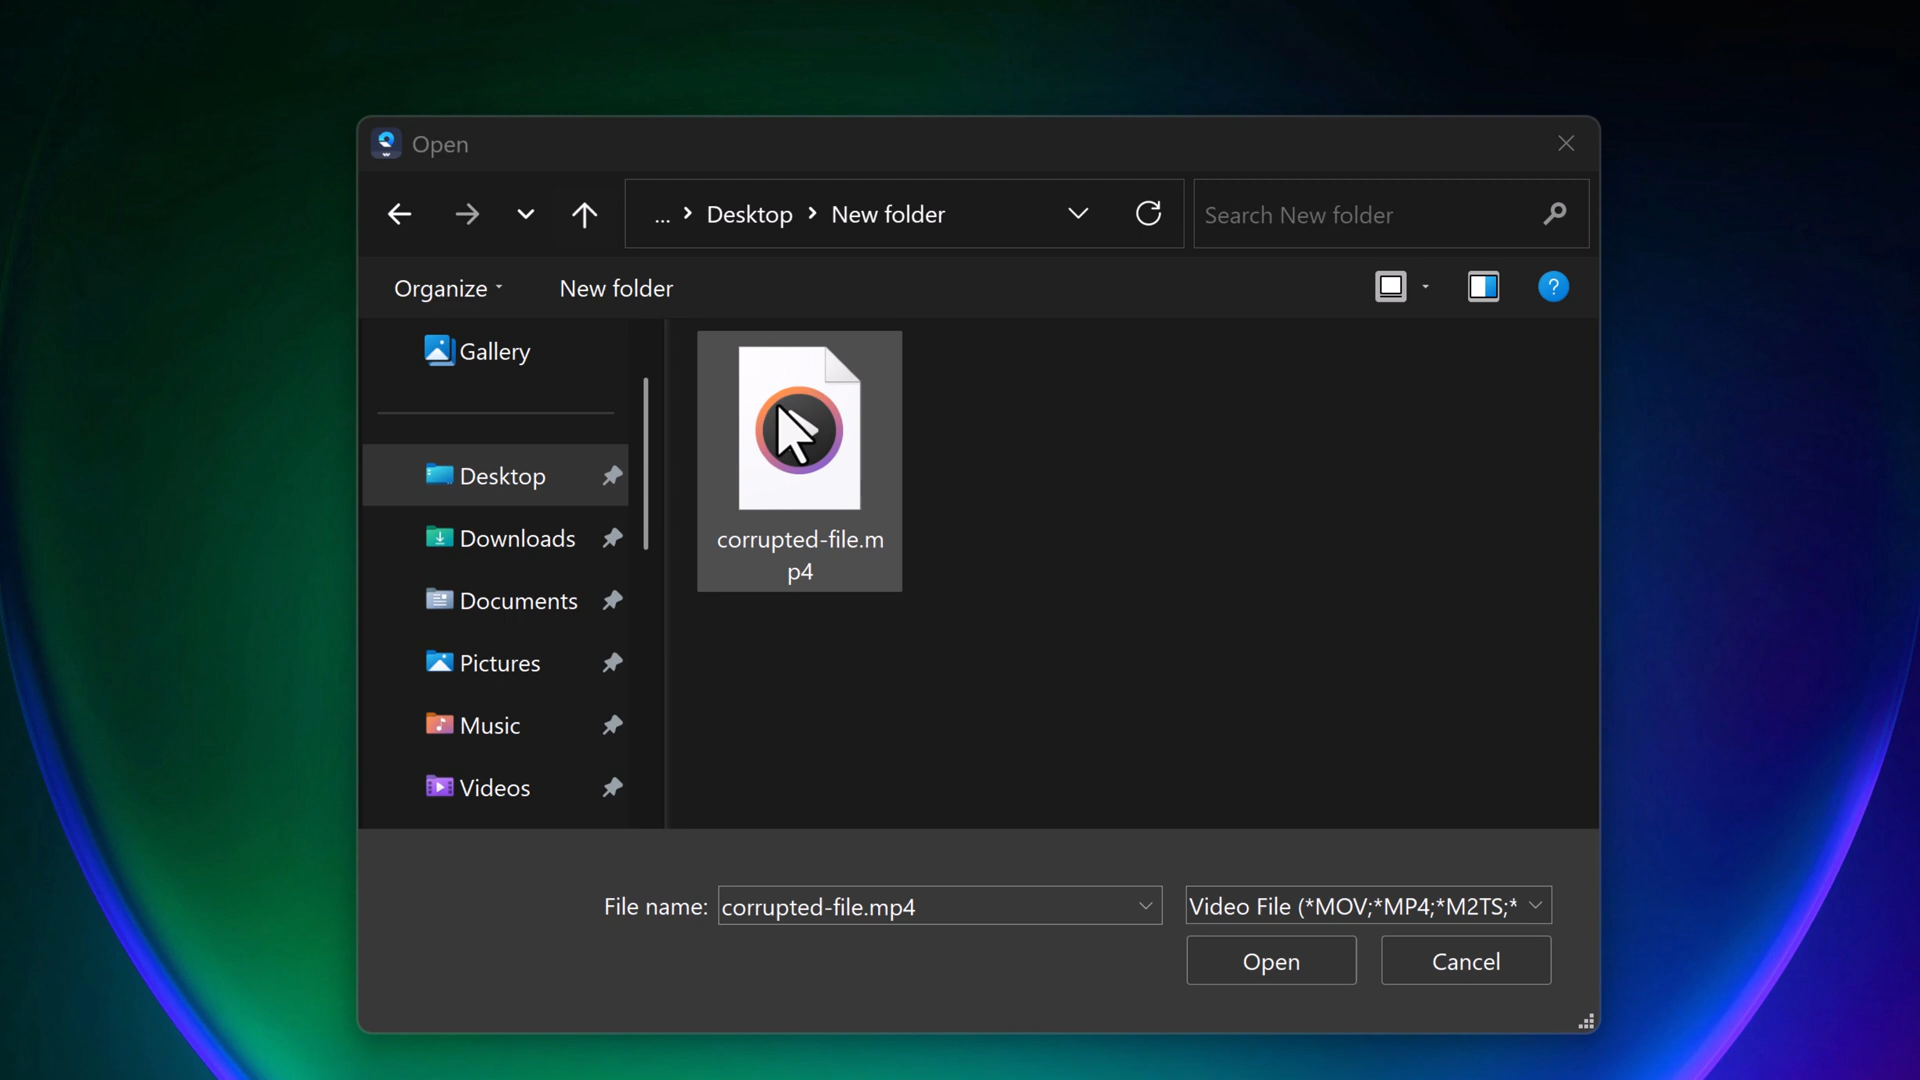 Open
... > Desktop > New folder
Search New folder
Organize
New folder
?
Gallery
Desktop
Downloads
Documents
Pictures
Music
Videos
corrupted-file.m
p4
File name: corrupted-file.mp4
Video File (*MOV;*MP4;*M2TS;*
Open
Cancel